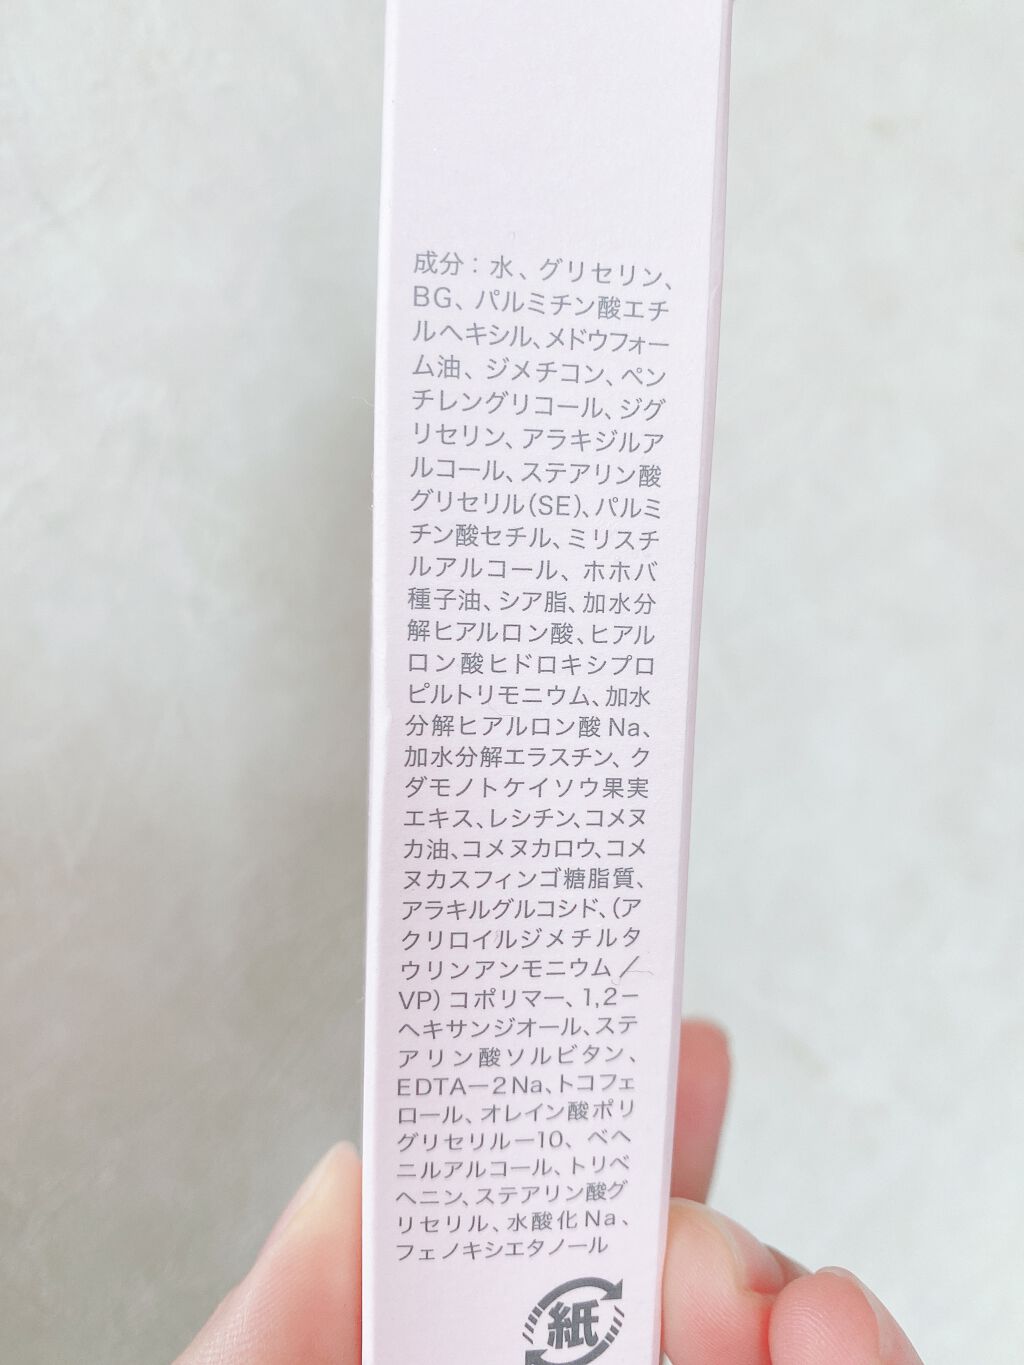 成分：水、グリセリン、
BG、パルミチン酸エチ
ルヘキシル、メドウフォー
ム油、ジメチコン、ペン
チレングリコール、ジグ
リセリン、アラキジルア
ルコール、ステアリン酸
グリセリル(SE)、パルミ
チン酸セチル、ミリスチ
ルアルコール、ホホバ
種子油、シア脂、加水分
解ヒアルロン酸、ヒアル
ロン酸ヒドロキシプロ
ピルトリモニウム、加水
分解ヒアルロン酸Na、
加水分解エラスチン、ク
ダモノトケイソウ果実
エキス、レシチン、コメヌ
カ油、コメヌカロウ、コメ
ヌカスフィンゴ糖脂質、
アラキルグルコシド、(ア
クリロイルジメチルタ
ウリンアンモニウム／
VP)コポリマー、1,2－
ヘキサンジオール、ステ
アリン酸ソルビタン、
EDTA－2Na、トコフェ
ロール、オレイン酸ポリ
グリセリル－10、ベヘ
ニルアルコール、トリベ
ヘニン、ステアリン酸グ
リセリル、水酸化Na、
フェノキシエタノール
紙